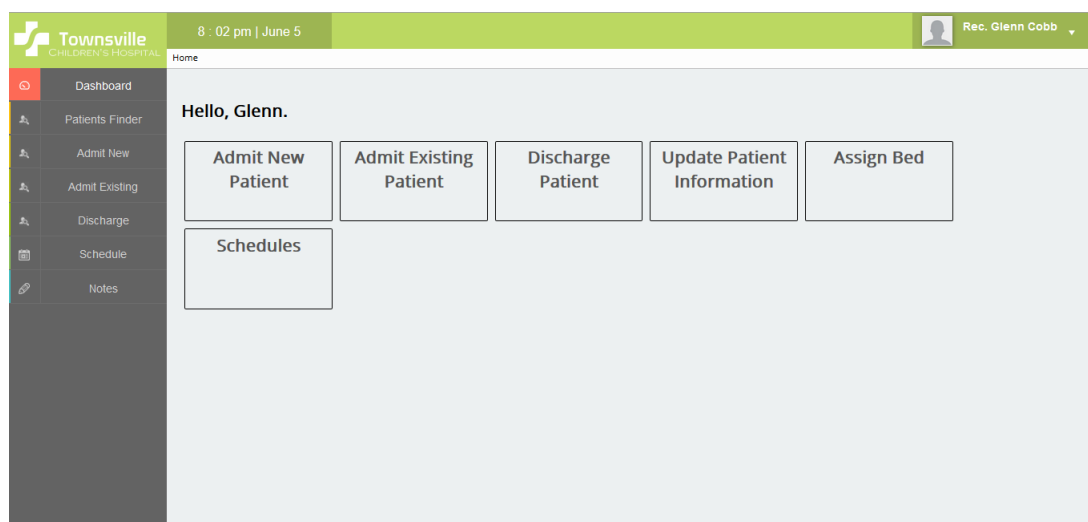 Townsville
CHILDREN'S HOSPITAL
8 : 02 pm | June 5
Rec. Glenn Cobb
Home
Dashboard
Patients Finder
Admit New
Admit Existing
Discharge
Schedule
Notes
Hello, Glenn.
Admit New
Patient
Admit Existing
Patient
Discharge
Patient
Update Patient
Information
Assign Bed
Schedules